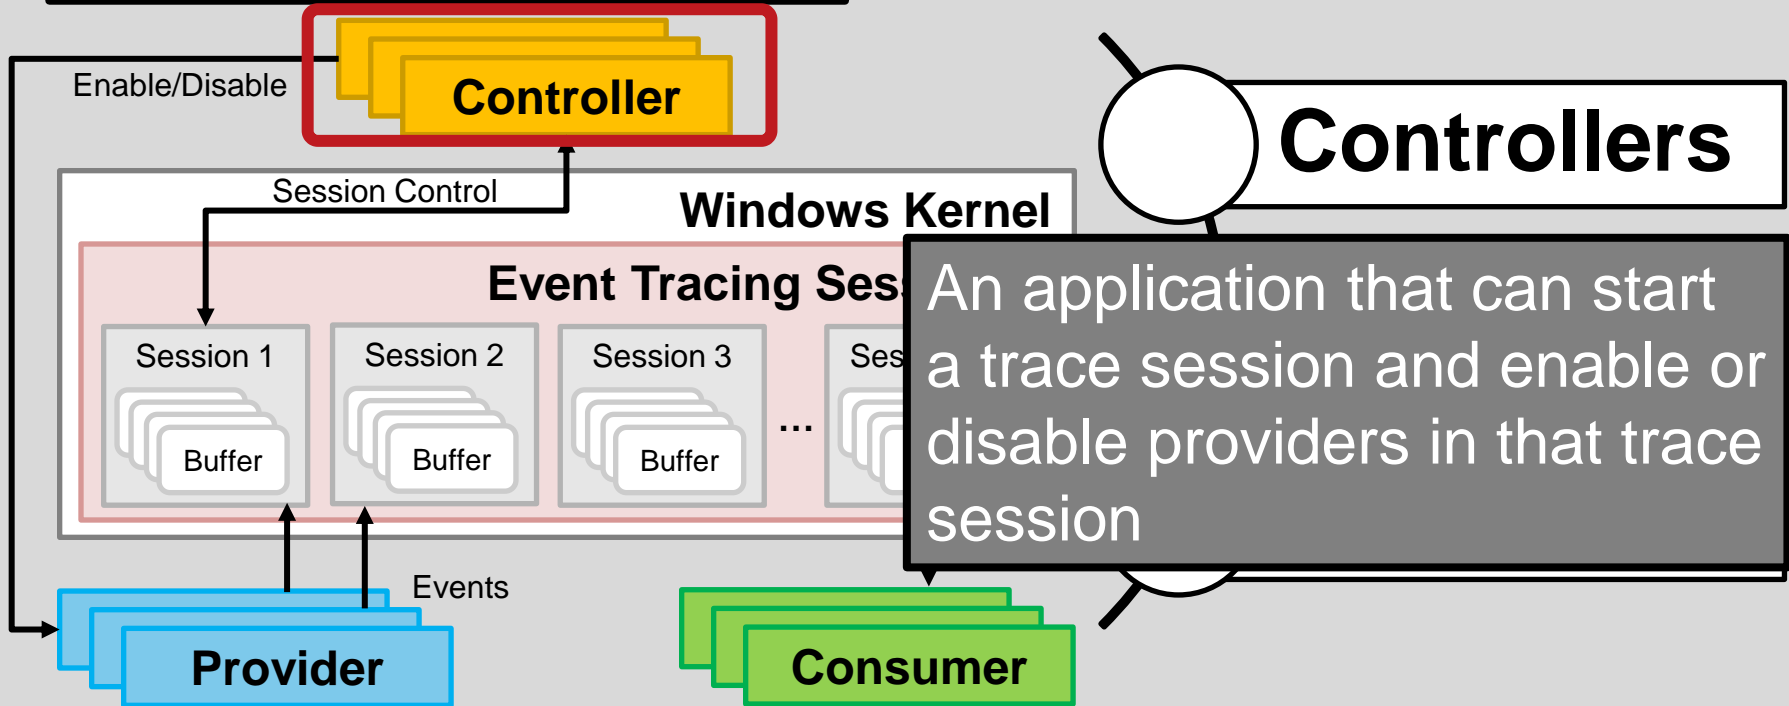 Controller
Enable/Disable
Controllers
Session Control
Windows Kernel
Event Tracing Ses
An application that can start
a trace session and enable or
disable providers in that trace
session
Session 1
Session 2
Session 3
Ses
Buffer
Buffer
Buffer
...
Events
Provider
Consumer